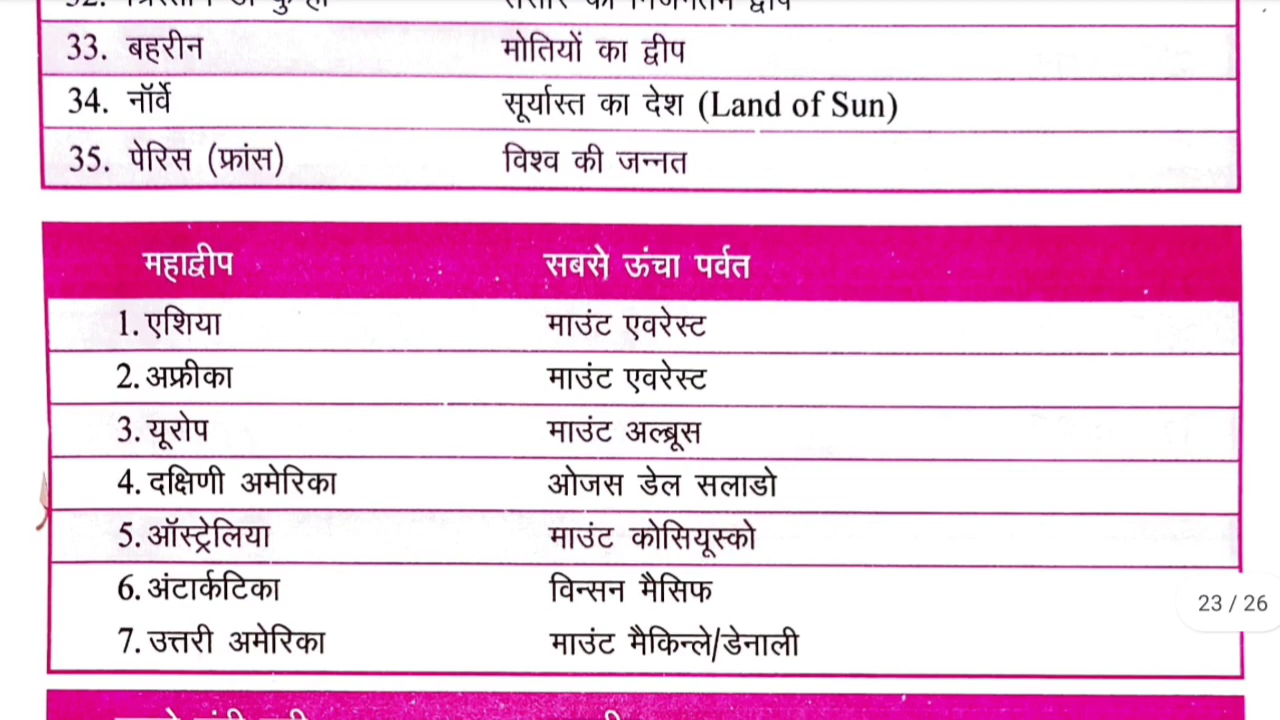 33. बहरीन मोतियों का द्वीप
34. नॉर्वे सूर्यास्त का देश (Land of Sun)
35. पेरिस (फ्रांस) विश्व की जन्नत
महाद्वीप सबसे ऊंचा पर्वत
1. एशिया माउंट एवरेस्ट
2. अफ्रीका माउंट एवरेस्ट
3. यूरोप माउंट अल्ब्रूस
4. दक्षिणी अमेरिका ओजस डेल सलाडो
5. ऑस्ट्रेलिया माउंट कोसियूस्को
6. अंटार्कटिका विन्सन मैसिफ
23 / 26
7. उत्तरी अमेरिका माउंट मैकिन्ले/डेनाली